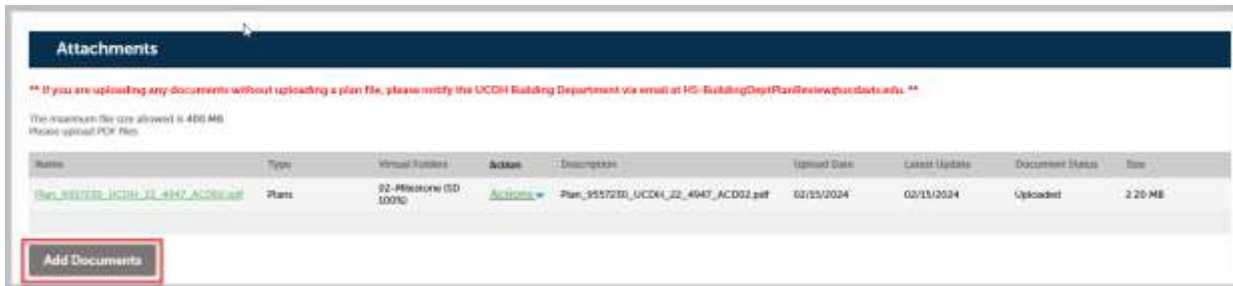 Attachments
** If you are uploading any documents without uploading a plan file, please notify the UCDH Building Department via email at HS-BuildingDeptPlanReview@ucdavis.edu. **
The maximum file size allowed is 400 MB
Please upload PDF files
Name Type Virtual Folders Action Description Upload Date Latest Update Document Status Size
Plan_9557230_UCDH_22_4947_ACD02.pdf Plans 02-Milestone (SD 100%) Actions Plan_9557230_UCDH_22_4947_ACD02.pdf 02/15/2024 02/15/2024 Uploaded 2.20 MB
Add Documents